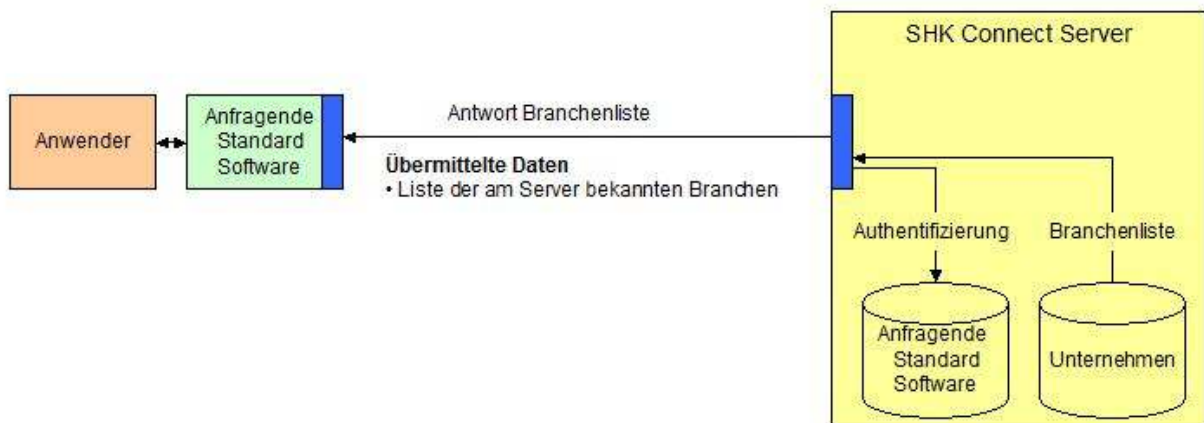 SHK Connect Server
Anwender
Anfragende
Standard
Software
Antwort Branchenliste
Übermittelte Daten
• Liste der am Server bekannten Branchen
Authentifizierung
Branchenliste
Anfragende
Standard
Software
Unternehmen